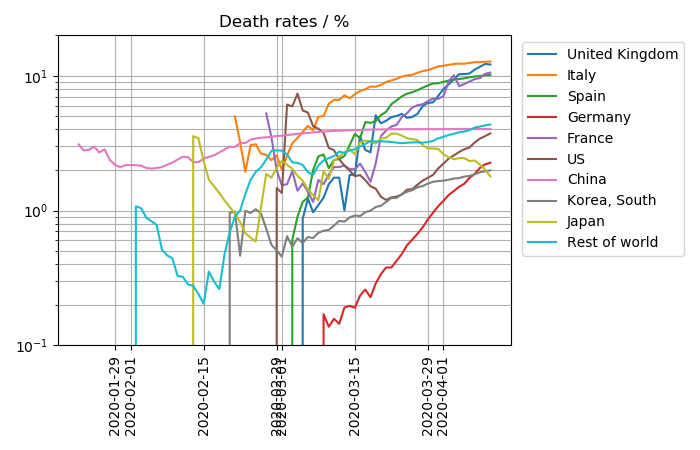 Death rates / %
10¹
10⁰
10⁻¹
2020-01-29
2020-02-01
2020-02-15
2020-02-29
2020-03-01
2020-03-15
2020-03-29
2020-04-01
United Kingdom
Italy
Spain
Germany
France
US
China
Korea, South
Japan
Rest of world